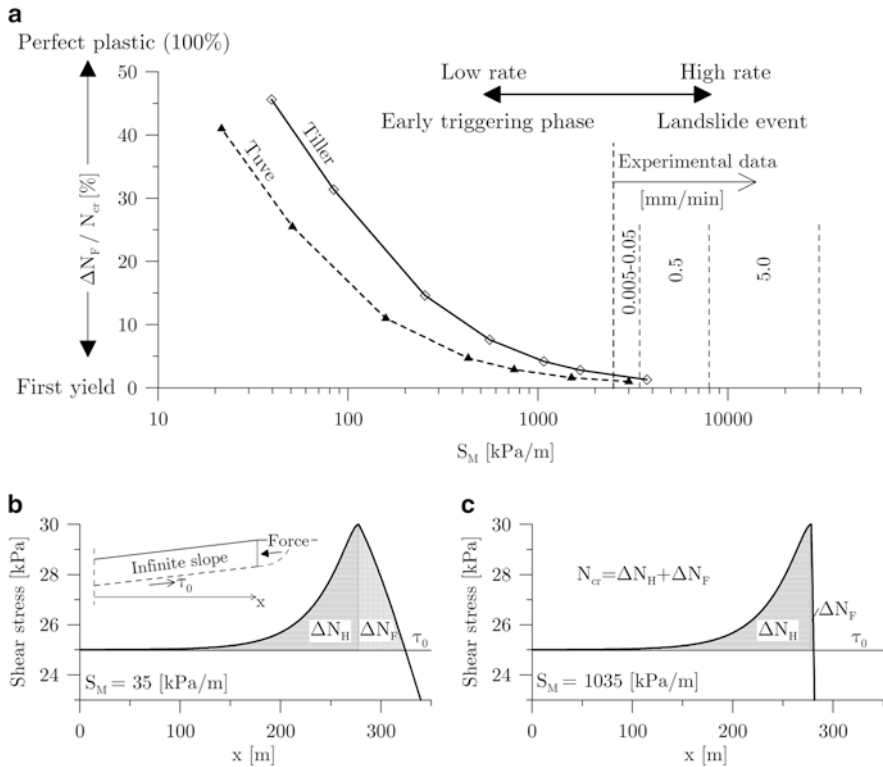 a
Perfect plastic (100%)
50
40
30
20
10
0
ΔN_F / N_cr [%]
First yield
Tuve
Tiller
Low rate
High rate
Early triggering phase
Landslide event
Experimental data
[mm/min]
0.005-0.05
0.5
5.0
10
100
1000
10000
S_M [kPa/m]
b
30
28
26
24
Shear stress [kPa]
Infinite slope
Force
τ_0
x
ΔN_H
ΔN_F
τ_0
S_M = 35 [kPa/m]
0
100
200
300
x [m]
c
30
28
26
24
Shear stress [kPa]
N_cr=ΔN_H+ΔN_F
ΔN_H
ΔN_F
τ_0
S_M = 1035 [kPa/m]
0
100
200
300
x [m]